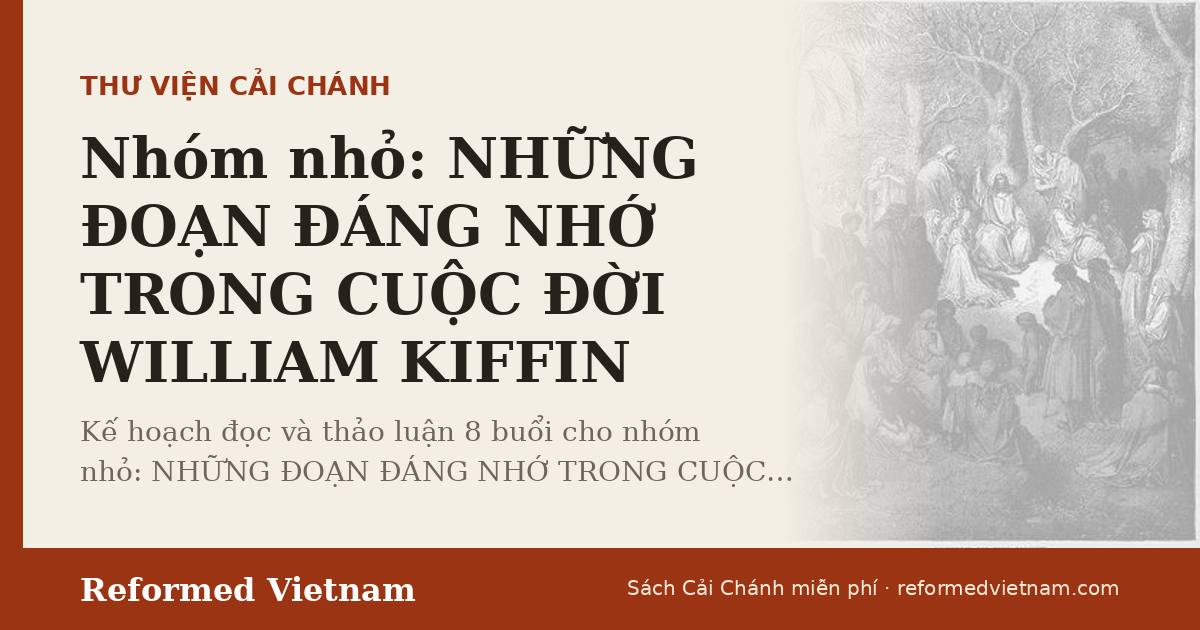 THƯ VIỆN CẢI CHÁNH
Nhóm nhỏ: NHỮNG
ĐOẠN ĐÁNG NHỚ
TRONG CUỘC ĐỜI
WILLIAM KIFFIN
Kế hoạch đọc và thảo luận 8 buổi cho nhóm
nhỏ: NHỮNG ĐOẠN ĐÁNG NHỚ TRONG CUỘC...
Reformed Vietnam
Sách Cải Chánh miễn phí · reformedvietnam.com